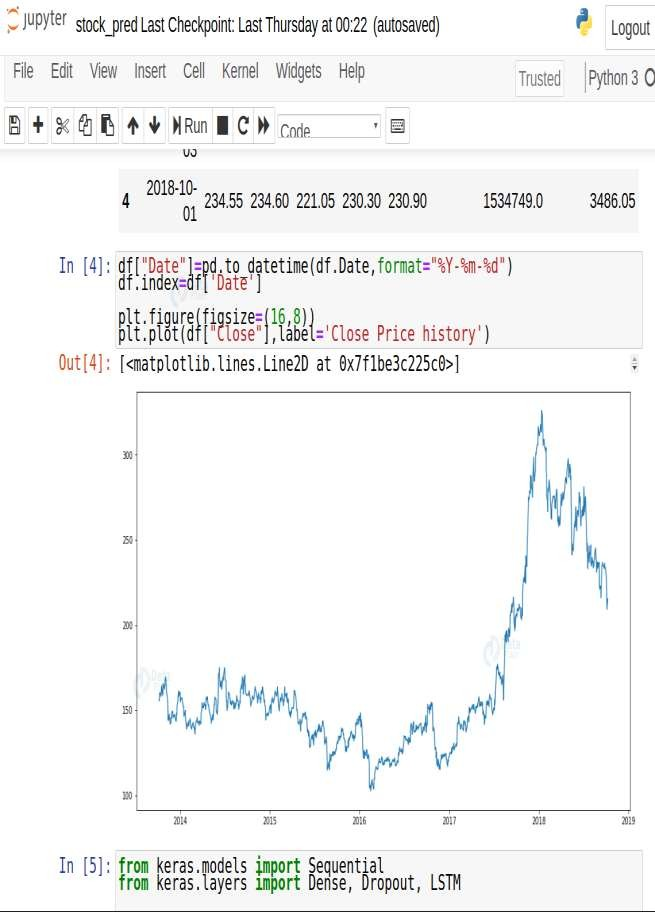 jupyter stock_pred Last Checkpoint: Last Thursday at 00:22 (autosaved) Logout
File Edit View Insert Cell Kernel Widgets Help Trusted Python 3
Run Code
03
4 2018-10-01 234.55 234.60 221.05 230.30 230.90 1534749.0 3486.05
In [4]: df["Date"]=pd.to_datetime(df.Date,format="%Y-%m-%d")
df.index=df['Date']
plt.figure(figsize=(16,8))
plt.plot(df["Close"],label='Close Price history')
Out[4]: [<matplotlib.lines.Line2D at 0x7f1be3c225c0>]
300
250
200
150
100
2014 2015 2016 2017 2018 2019
In [5]: from keras.models import Sequential
from keras.layers import Dense, Dropout, LSTM